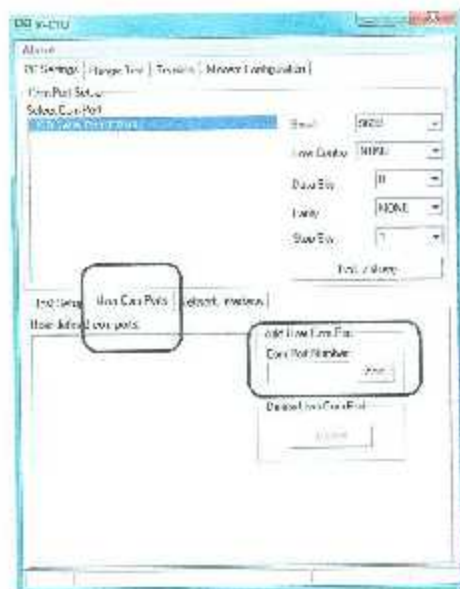 X-CTU
About
PC Settings | Range Test | Terminal | Modem Configuration
Com Port Setup
Select Com Port
Baud 9600
Flow Control NONE
Data Bits 8
Parity NONE
Stop Bits 1
Test / Query
Host Setup | User Com Ports | Network Interface
User defined com ports.
Add User Com Port
Com Port Number
Add
Delete User Com Port
Delete